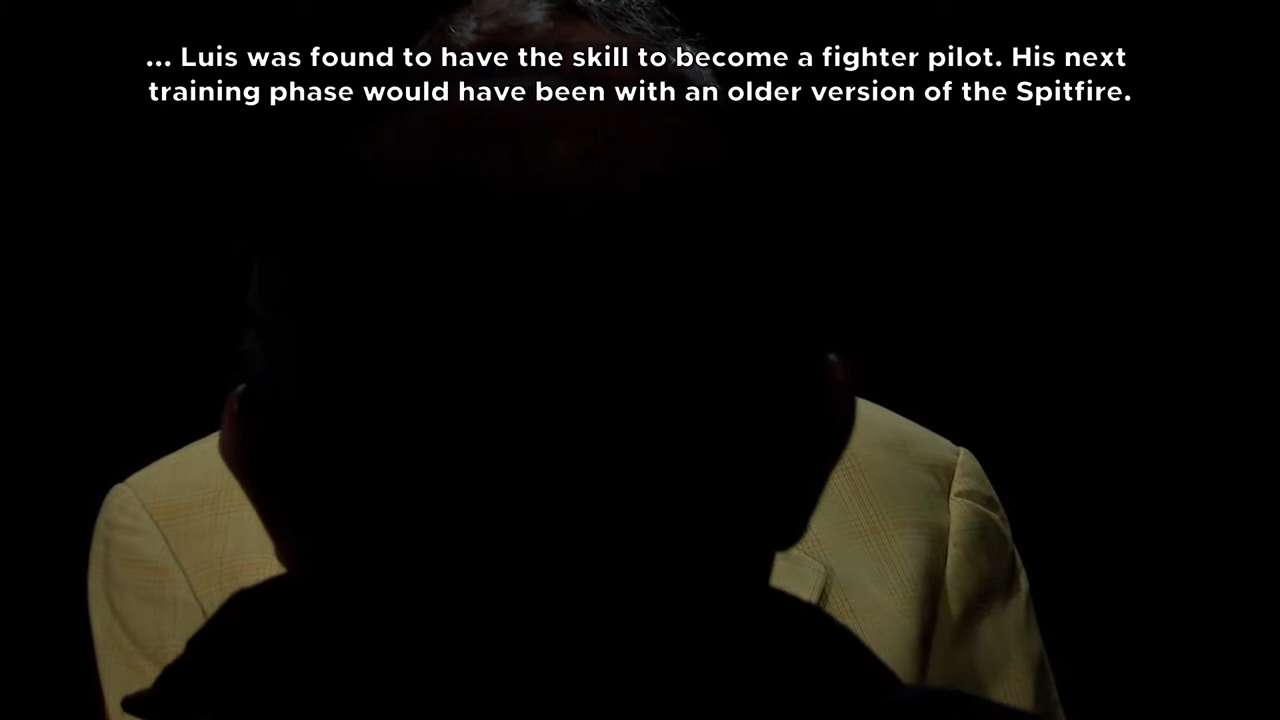 ... Luis was found to have the skill to become a fighter pilot. His next
training phase would have been with an older version of the Spitfire.